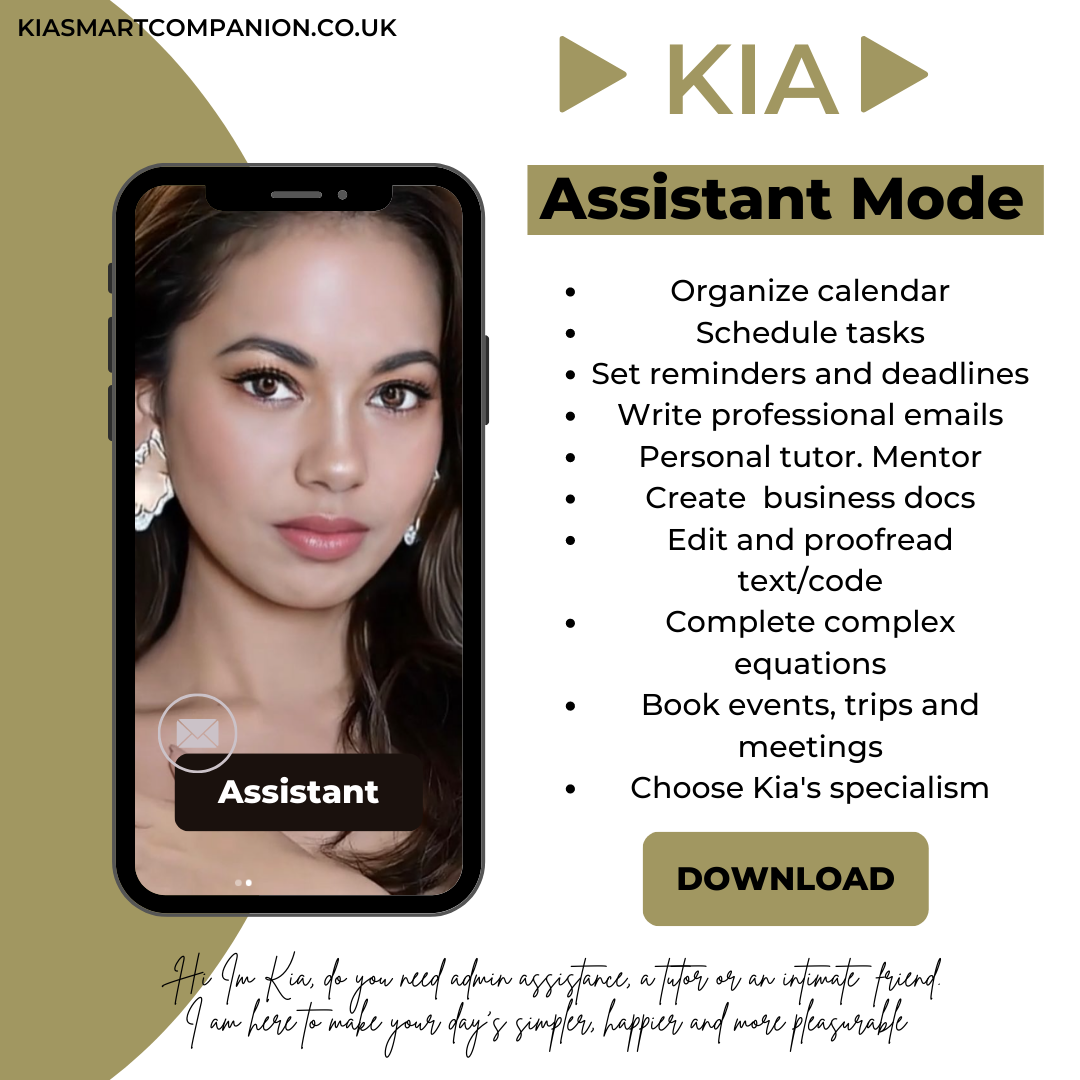 KIASMARTCOMPANION.CO.UK
KIA
Assistant Mode
Organize calendar
Schedule tasks
Set reminders and deadlines
Write professional emails
Personal tutor. Mentor
Create  business docs
Edit and proofread
text/code
Complete complex
equations
Book events, trips and
meetings
Choose Kia's specialism
Assistant
DOWNLOAD
Hi Im Kia, do you need admin assistance, a tutor or an intimate friend.
I am here to make your day's simpler, happier and more pleasurable